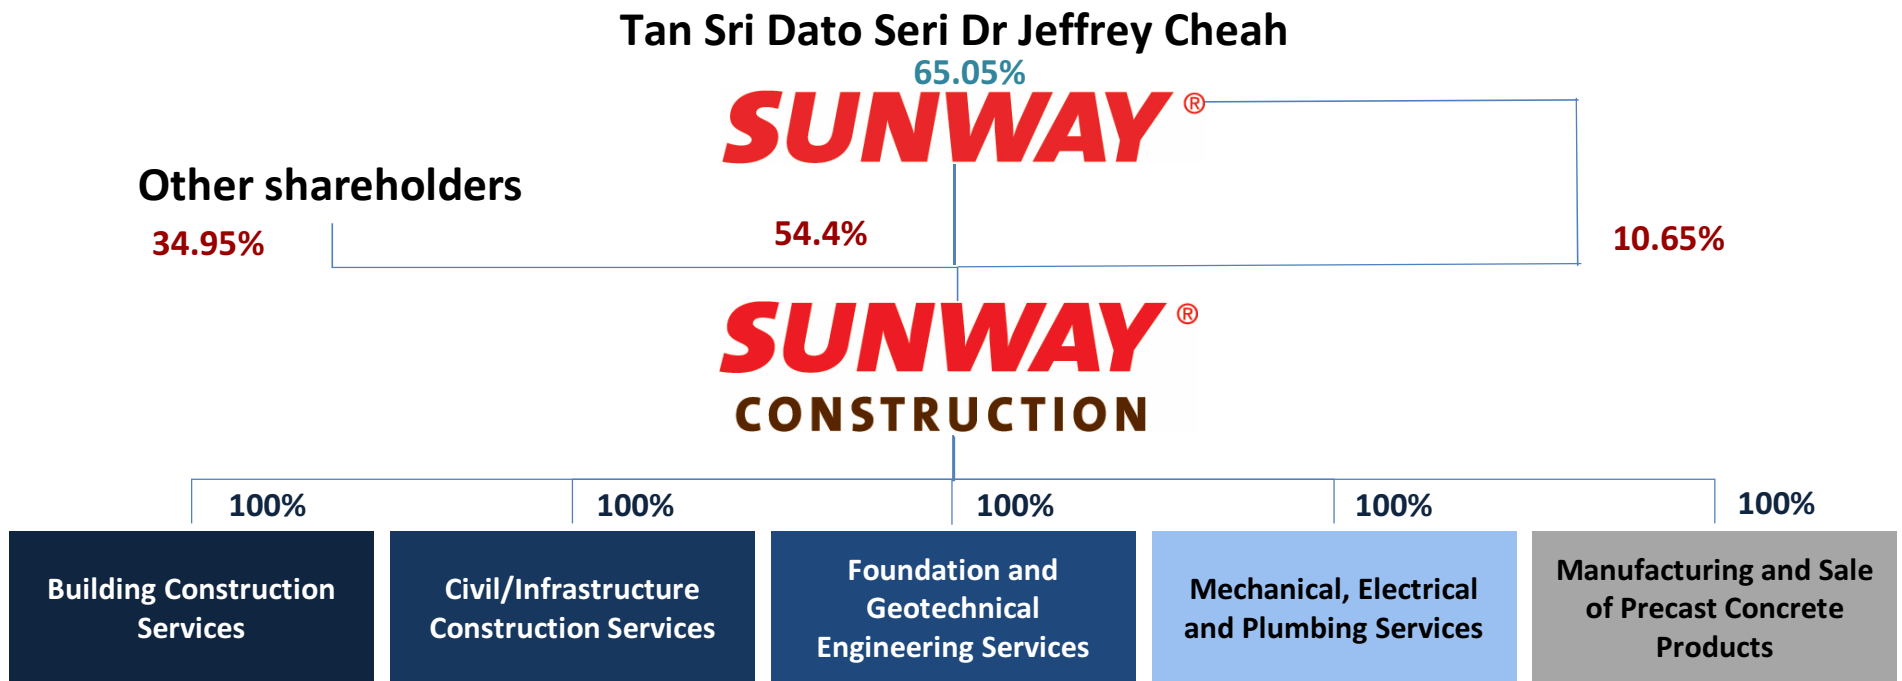 Tan Sri Dato Seri Dr Jeffrey Cheah
65.05%
SUNWAY®
Other shareholders
34.95%
54.4%
10.65%
SUNWAY®
CONSTRUCTION
100%
100%
100%
100%
100%
Building Construction
Services
Civil/Infrastructure
Construction Services
Foundation and
Geotechnical
Engineering Services
Mechanical, Electrical
and Plumbing Services
Manufacturing and Sale
of Precast Concrete
Products